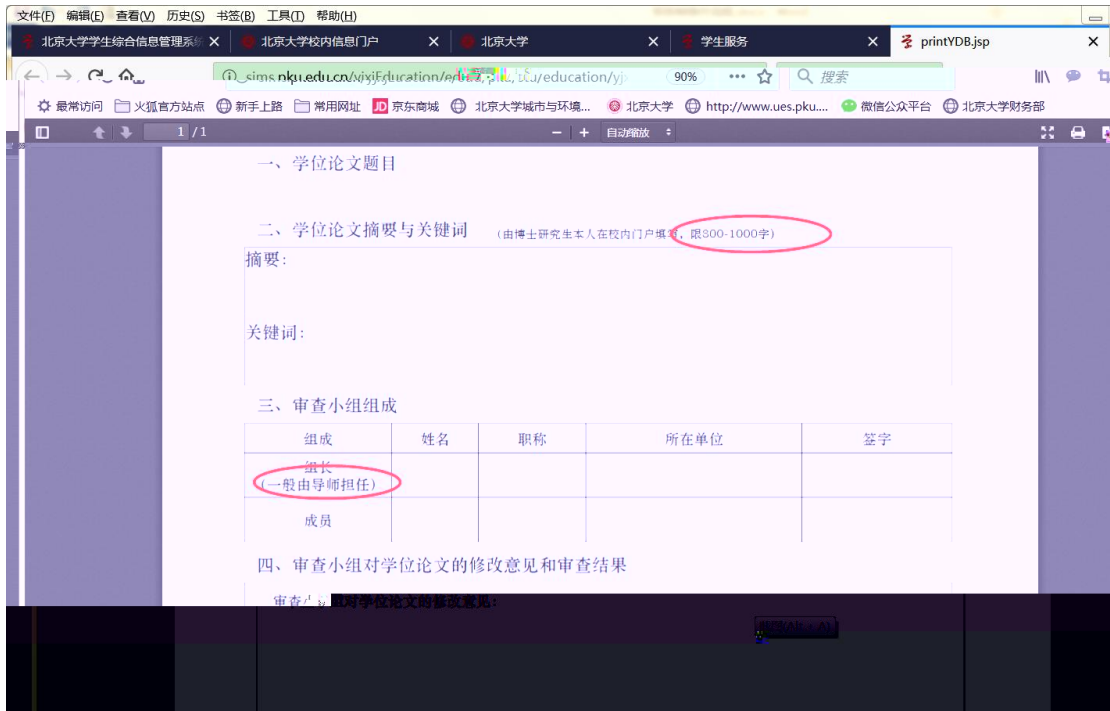 文件(F) 编辑(E) 查看(V) 历史(S) 书签(B) 工具(T) 帮助(H)
北京大学学生综合信息管理系统 × 北京大学校内信息门户 × 北京大学 × 学生服务 × printYDB.jsp ×
sims.pku.edu.cn 90% ··· 搜索
最常访问 火狐官方站点 新手上路 常用网址 JD 京东商城 北京大学城市与环境... 北京大学 http://www.ues.pku.... 微信公众平台 北京大学财务部
1 / 1 — + 自动缩放
一、学位论文题目
二、学位论文摘要与关键词 (由博士研究生本人在校内门户填写,限800-1000字)
摘要:
关键词:
三、审查小组组成
组成 姓名 职称 所在单位 签字
组长
(一般由导师担任)
成员
四、审查小组对学位论文的修改意见和审查结果
审查小组对学位论文的修改意见: